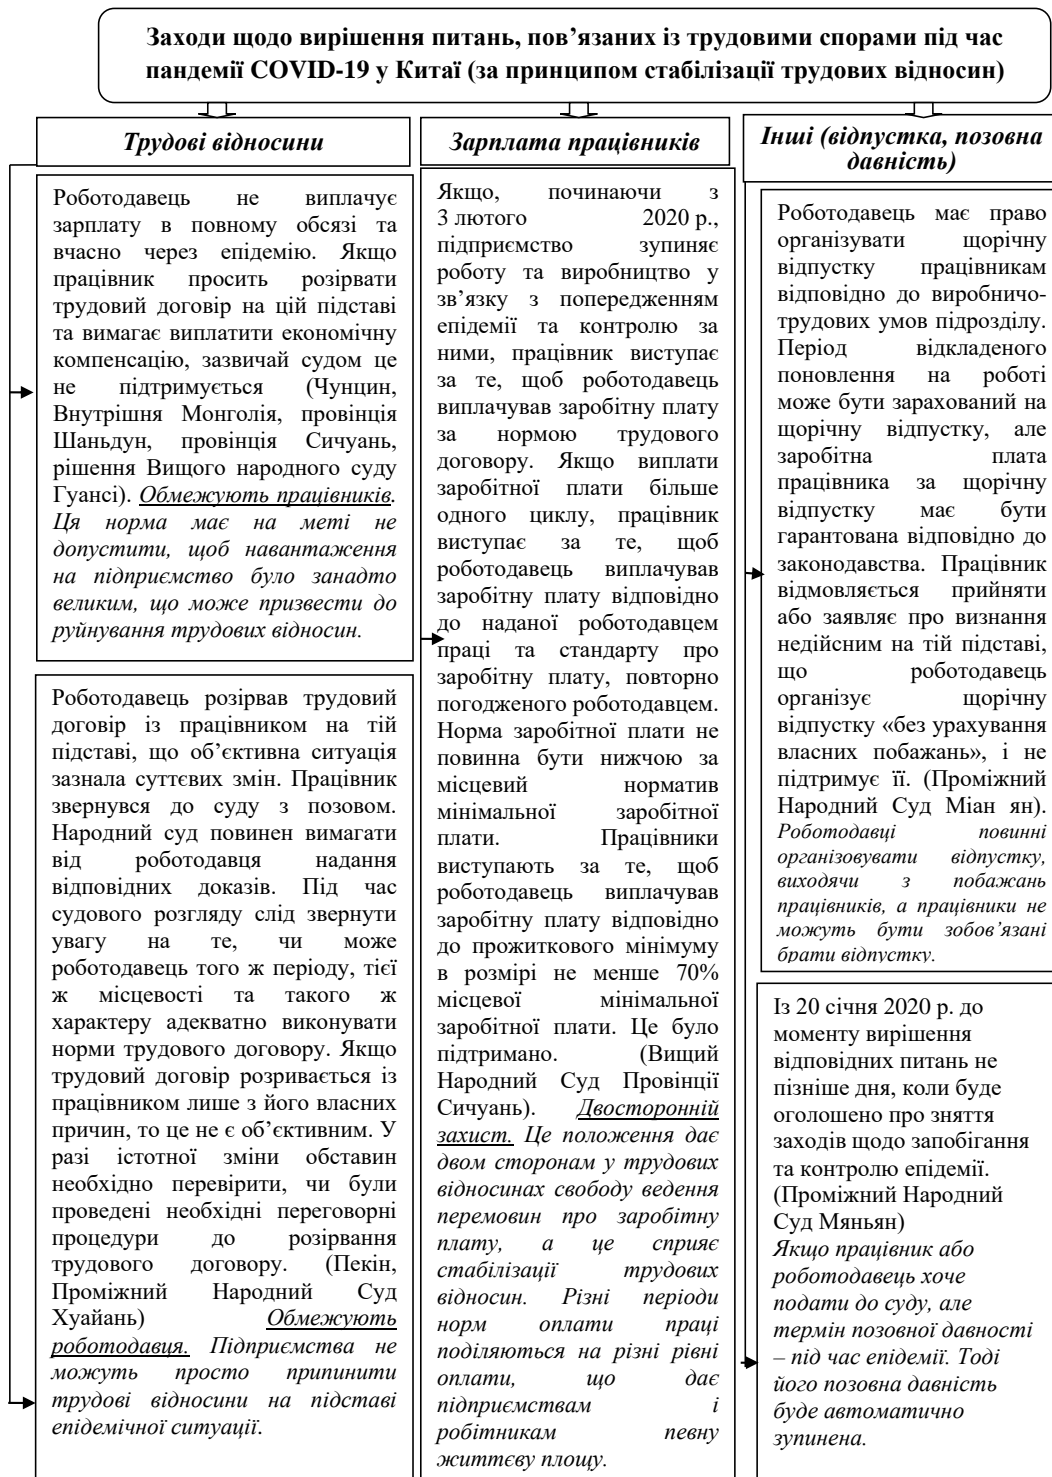 Заходи щодо вирішення питань, пов’язаних із трудовими спорами під час
пандемії COVID-19 у Китаї (за принципом стабілізації трудових відносин)
Трудові відносини
Роботодавець не виплачує
зарплату в повному обсязі та
вчасно через епідемію. Якщо
працівник просить розірвати
трудовий договір на цій підставі
та вимагає виплатити економічну
компенсацію, зазвичай судом це
не підтримується (Чунцин,
Внутрішня Монголія, провінція
Шаньдун, провінція Сичуань,
рішення Вищого народного суду
Гуансі). Обмежують працівників.
Ця норма має на меті не
допустити, щоб навантаження
на підприємство було занадто
великим, що може призвести до
руйнування трудових відносин.
Роботодавець розірвав трудовий
договір із працівником на тій
підставі, що об’єктивна ситуація
зазнала суттєвих змін. Працівник
звернувся до суду з позовом.
Народний суд повинен вимагати
від роботодавця надання
відповідних доказів. Під час
судового розгляду слід звернути
увагу на те, чи може
роботодавець того ж періоду, тієї
ж місцевості та такого ж
характеру адекватно виконувати
норми трудового договору. Якщо
трудовий договір розривається із
працівником лише з його власних
причин, то це не є об’єктивним. У
разі істотної зміни обставин
необхідно перевірити, чи були
проведені необхідні переговорні
процедури до розірвання
трудового договору. (Пекін,
Проміжний Народний Суд
Хуайань) Обмежують
роботодавця. Підприємства не
можуть просто припинити
трудові відносини на підставі
епідемічної ситуації.
Зарплата працівників
Якщо, починаючи з
3 лютого 2020 р.,
підприємство зупиняє
роботу та виробництво у
зв’язку з попередженням
епідемії та контролю за
ними, працівник виступає
за те, щоб роботодавець
виплачував заробітну плату
за нормою трудового
договору. Якщо виплати
заробітної плати більше
одного циклу, працівник
виступає за те, щоб
роботодавець виплачував
заробітну плату відповідно
до наданої роботодавцем
праці та стандарту про
заробітну плату, повторно
погодженого роботодавцем.
Норма заробітної плати не
повинна бути нижчою за
місцевий норматив
мінімальної заробітної
плати. Працівники
виступають за те, щоб
роботодавець виплачував
заробітну плату відповідно
до прожиткового мінімуму
в розмірі не менше 70%
місцевої мінімальної
заробітної плати. Це було
підтримано. (Вищий
Народний Суд Провінції
Сичуань). Двосторонній
захист. Це положення дає
двом сторонам у трудових
відносинах свободу ведення
перемовин про заробітну
плату, а це сприяє
стабілізації трудових
відносин. Різні періоди
норм оплати праці
поділяються на різні рівні
оплати, що дає
підприємствам і
робітникам певну
життєву площу.
Інші (відпустка, позовна
давність)
Роботодавець має право
організувати щорічну
відпустку працівникам
відповідно до виробничо-
трудових умов підрозділу.
Період відкладеного
поновлення на роботі
може бути зарахований на
щорічну відпустку, але
заробітна плата
працівника за щорічну
відпустку має бути
гарантована відповідно до
законодавства. Працівник
відмовляється прийняти
або заявляє про визнання
недійсним на тій підставі,
що роботодавець
організує щорічну
відпустку «без урахування
власних побажань», і не
підтримує її. (Проміжний
Народний Суд Міан ян).
Роботодавці повинні
організовувати відпустку,
виходячи з побажань
працівників, а працівники не
можуть бути зобов’язані
брати відпустку.
Із 20 січня 2020 р. до
моменту вирішення
відповідних питань не
пізніше дня, коли буде
оголошено про зняття
заходів щодо запобігання
та контролю епідемії.
(Проміжний Народний
Суд Мяньян)
Якщо працівник або
роботодавець хоче
подати до суду, але
термін позовної давності
– під час епідемії. Тоді
його позовна давність
буде автоматично
зупинена.